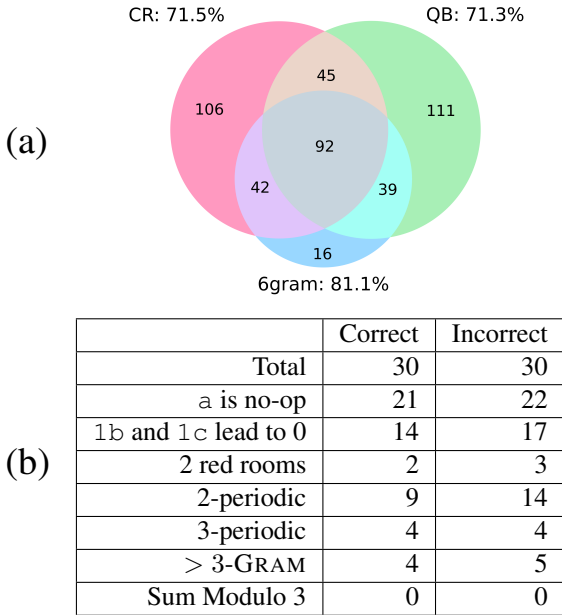 CR: 71.5% QB: 71.3%
(a)
45
106 111
92
42 39
16
6gram: 81.1%
(b)
Correct Incorrect
Total 30 30
a is no-op 21 22
1b and 1c lead to 0 14 17
2 red rooms 2 3
2-periodic 9 14
3-periodic 4 4
> 3-GRAM 4 5
Sum Modulo 3 0 0